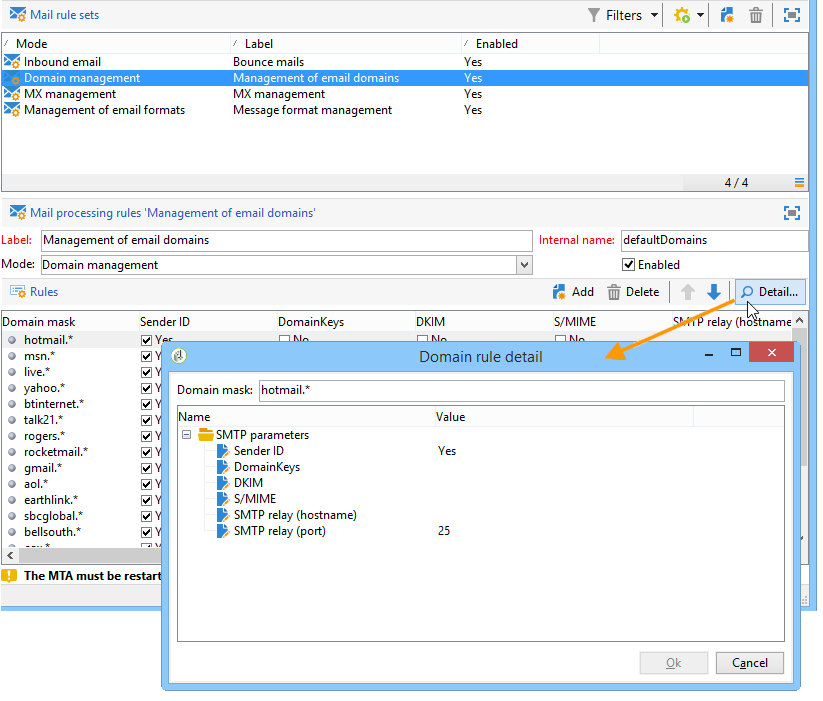 Mail rule sets Filters
Mode Label Enabled
Inbound email Bounce mails Yes
Domain management Management of email domains Yes
MX management MX management Yes
Management of email formats Message format management Yes
4 / 4
Mail processing rules 'Management of email domains'
Label: Management of email domains Internal name: defaultDomains
Mode: Domain management Enabled
Rules Add Delete Detail...
Domain mask Sender ID DomainKeys DKIM S/MIME SMTP relay (hostname
hotmail.* Yes No No No
msn.* Y
live.* Y
yahoo.* Y
btinternet.* Y
talk21.* Y
rogers.* Y
rocketmail.* Y
gmail.* Y
aol.* Y
earthlink.* Y
sbcglobal.* Y
bellsouth.* Y
The MTA must be restart
Domain rule detail
Domain mask: hotmail.*
Name Value
SMTP parameters
Sender ID Yes
DomainKeys
DKIM
S/MIME
SMTP relay (hostname)
SMTP relay (port) 25
Ok Cancel